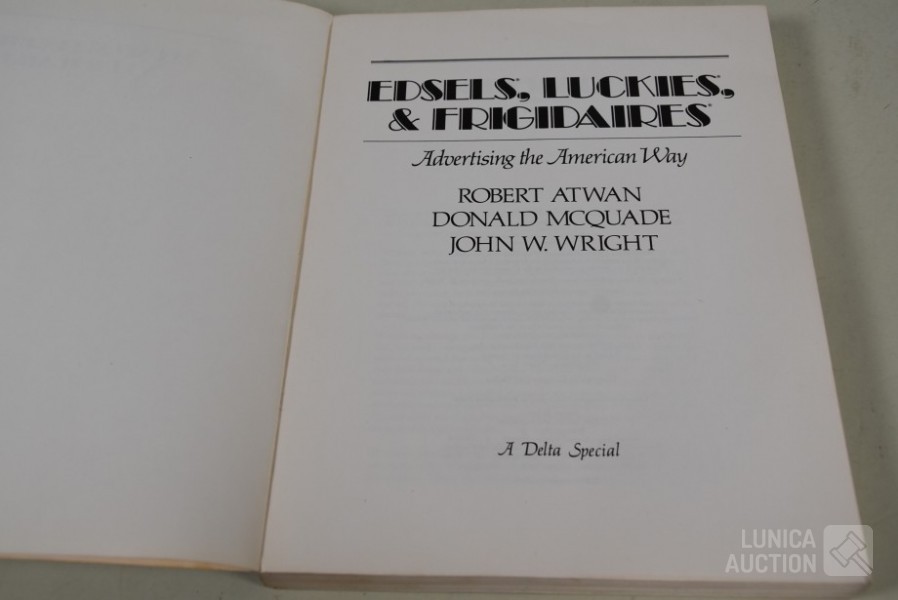 EDSELS, LUCKIES,
& FRIGIDAIRES
Advertising the American Way
ROBERT ATWAN
DONALD MCQUADE
JOHN W. WRIGHT
A Delta Special
LUNICA
AUCTION